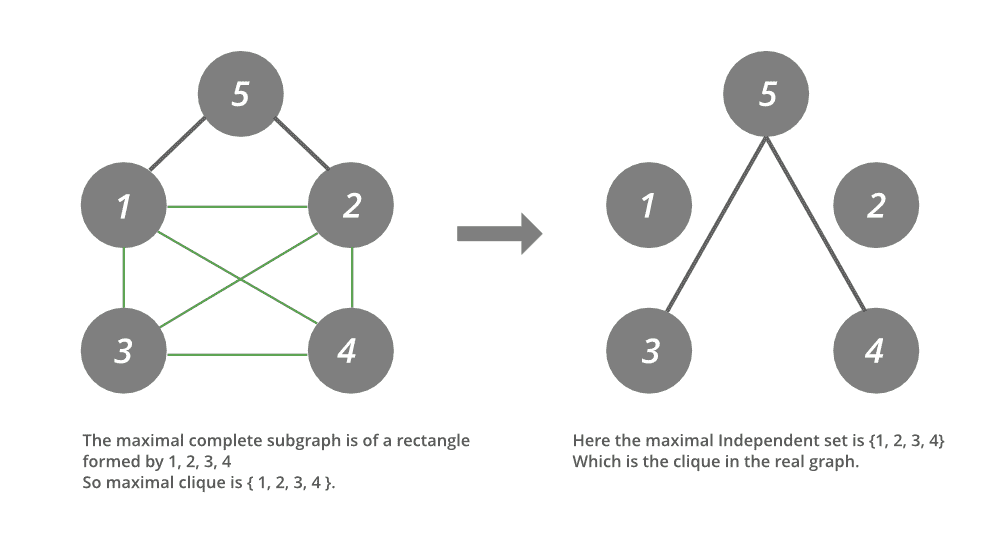 5
1
2
3
4
The maximal complete subgraph is of a rectangle
formed by 1, 2, 3, 4
So maximal clique is { 1, 2, 3, 4 }.
5
1
2
3
4
Here the maximal Independent set is {1, 2, 3, 4}
Which is the clique in the real graph.